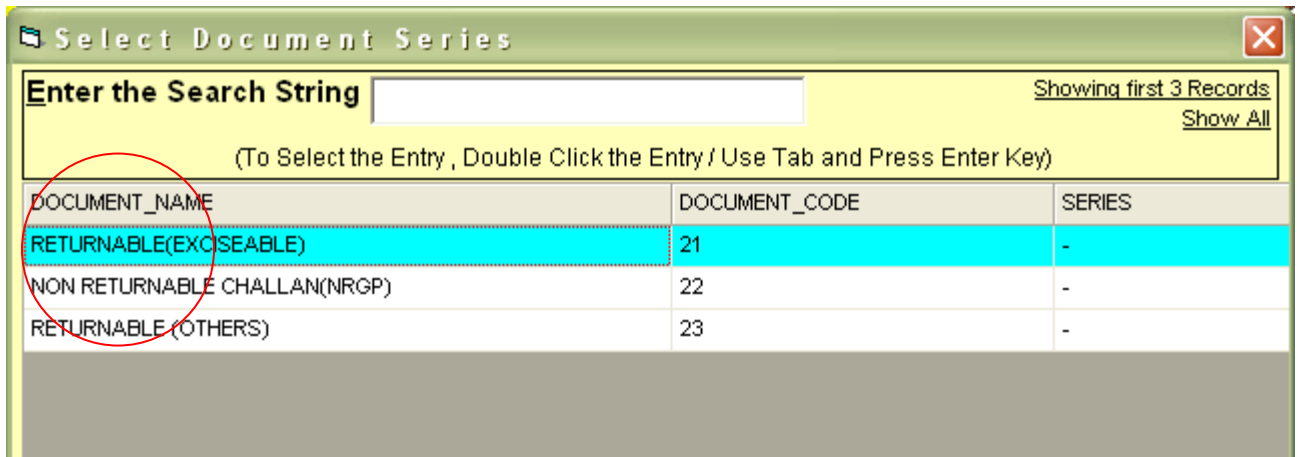 Select Document Series
Enter the Search String
Showing first 3 Records
Show All
(To Select the Entry , Double Click the Entry / Use Tab and Press Enter Key)
DOCUMENT_NAME DOCUMENT_CODE SERIES
RETURNABLE(EXCISEABLE) 21 -
NON RETURNABLE CHALLAN(NRGP) 22 -
RETURNABLE (OTHERS) 23 -